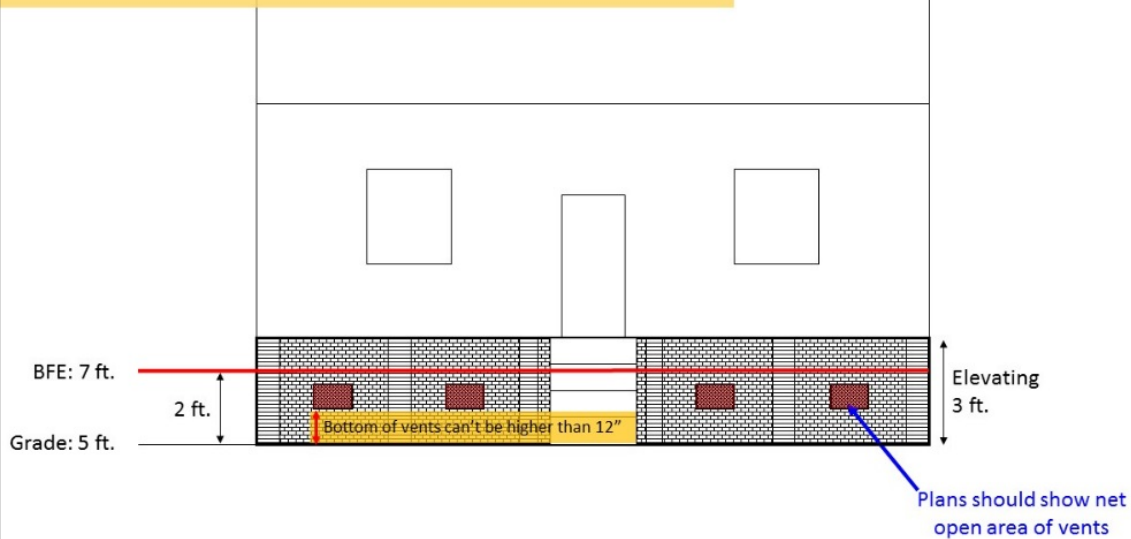 BFE: 7 ft.
2 ft.
Grade: 5 ft.
Bottom of vents can’t be higher than 12”
Elevating
3 ft.
Plans should show net
open area of vents